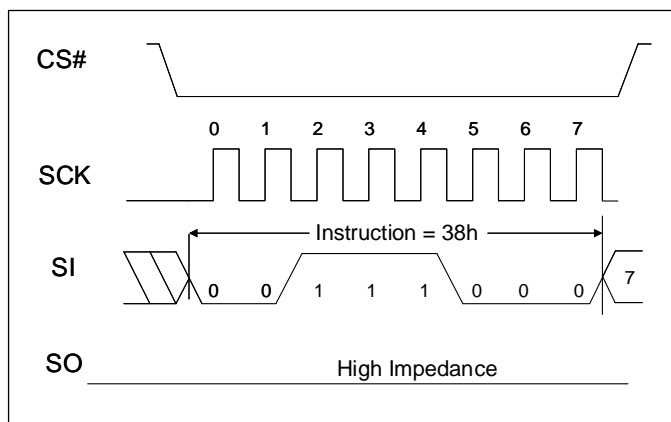 CS#
0 1 2 3 4 5 6 7
SCK
Instruction = 38h
SI
0 0 1 1 1 0 0 0 7
SO
High Impedance